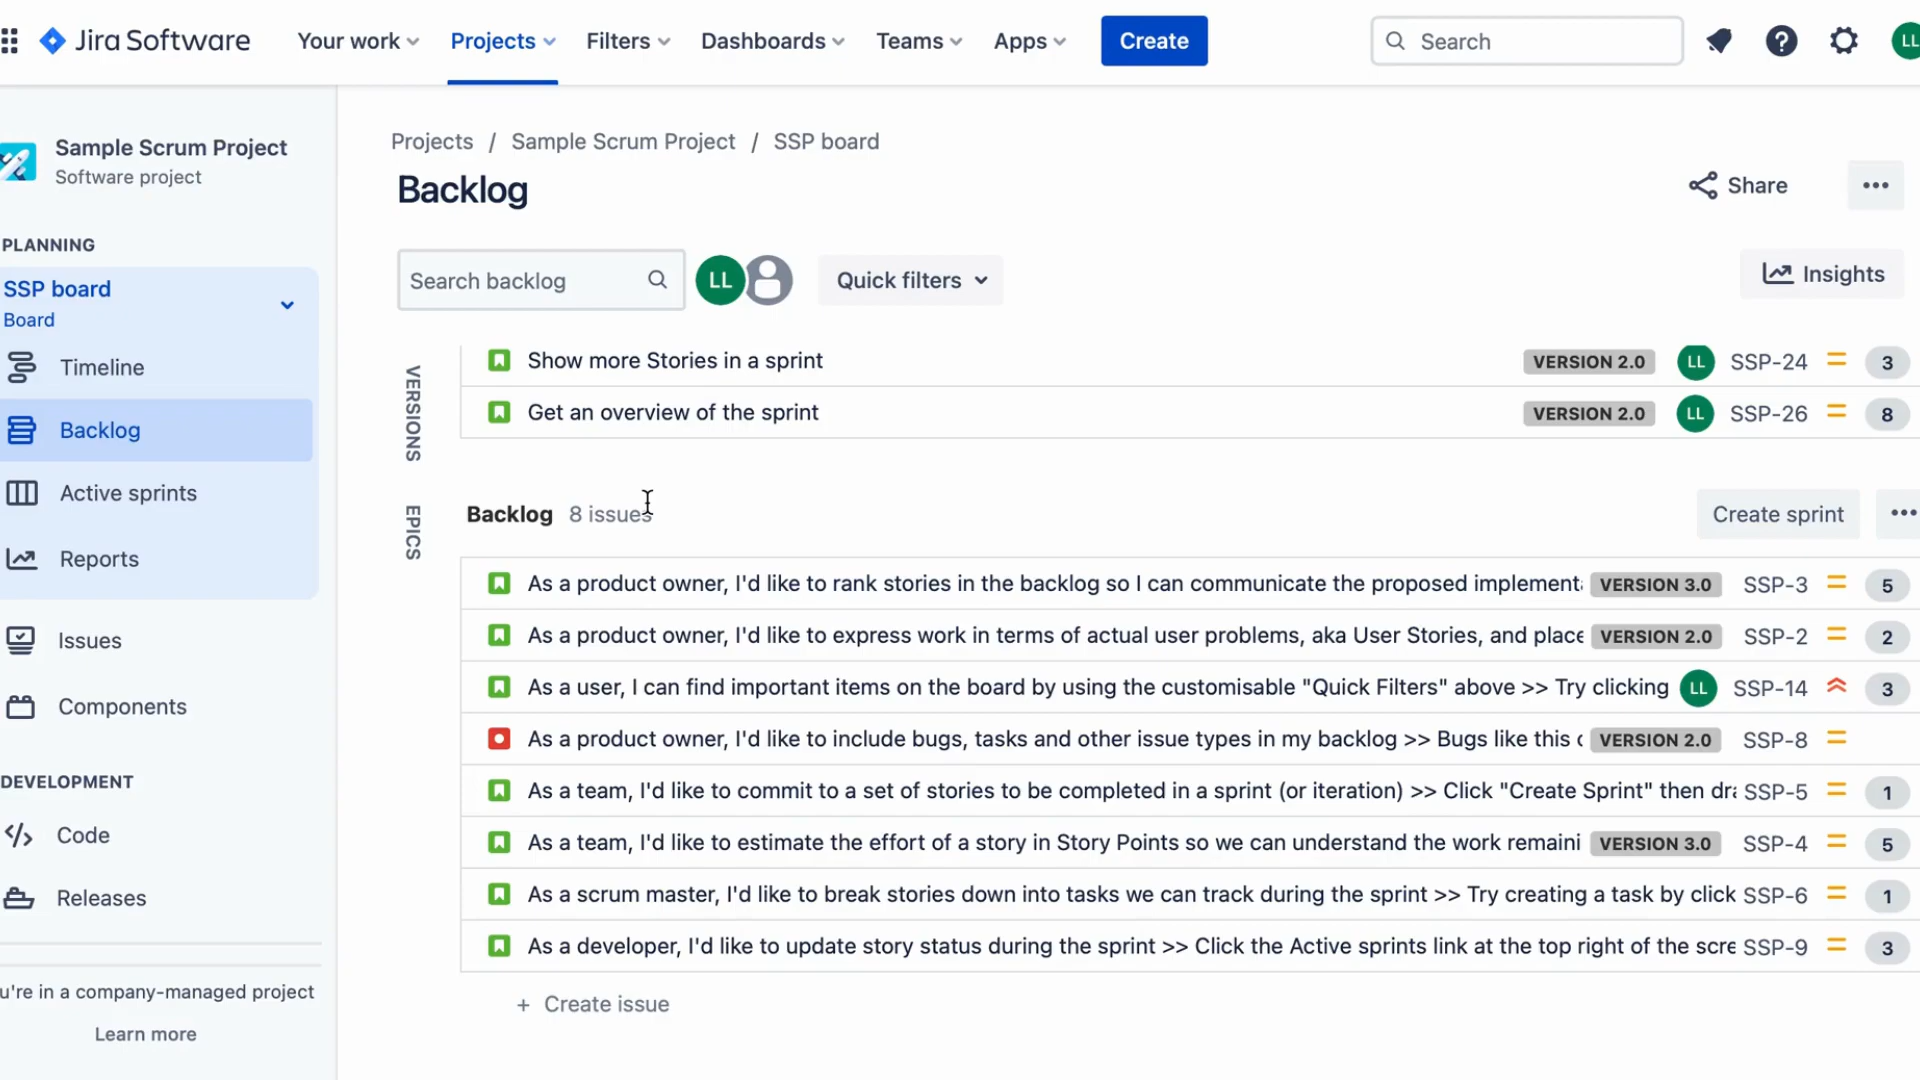 Jira Software
Your work
Projects
Filters
Dashboards
Teams
Apps
Create
Search
LL
Sample Scrum Project
Software project
PLANNING
SSP board
Board
Timeline
Backlog
Active sprints
Reports
Issues
Components
DEVELOPMENT
Code
Releases
u're in a company-managed project
Learn more
Projects / Sample Scrum Project / SSP board
Backlog
Share
Search backlog
LL
Quick filters
Insights
VERSIONS
EPICS
Show more Stories in a sprint VERSION 2.0 LL SSP-24 3
Get an overview of the sprint VERSION 2.0 LL SSP-26 8
Backlog 8 issues
Create sprint
As a product owner, I'd like to rank stories in the backlog so I can communicate the proposed implement VERSION 3.0 SSP-3 5
As a product owner, I'd like to express work in terms of actual user problems, aka User Stories, and place VERSION 2.0 SSP-2 2
As a user, I can find important items on the board by using the customisable "Quick Filters" above >> Try clicking LL SSP-14 3
As a product owner, I'd like to include bugs, tasks and other issue types in my backlog >> Bugs like this VERSION 2.0 SSP-8
As a team, I'd like to commit to a set of stories to be completed in a sprint (or iteration) >> Click "Create Sprint" then dra SSP-5 1
As a team, I'd like to estimate the effort of a story in Story Points so we can understand the work remaini VERSION 3.0 SSP-4 5
As a scrum master, I'd like to break stories down into tasks we can track during the sprint >> Try creating a task by click SSP-6 1
As a developer, I'd like to update story status during the sprint >> Click the Active sprints link at the top right of the scre SSP-9 3
+ Create issue